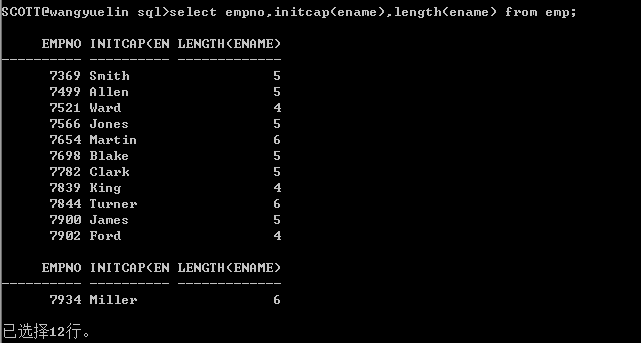 SCOTT@wangyuelin sql>select empno,initcap(ename),length(ename) from emp;
EMPNO INITCAP(EN LENGTH(ENAME)
---------- ---------- -------------
7369 Smith 5
7499 Allen 5
7521 Ward 4
7566 Jones 5
7654 Martin 6
7698 Blake 5
7782 Clark 5
7839 King 4
7844 Turner 6
7900 James 5
7902 Ford 4
EMPNO INITCAP(EN LENGTH(ENAME)
---------- ---------- -------------
7934 Miller 6
已选择12行。